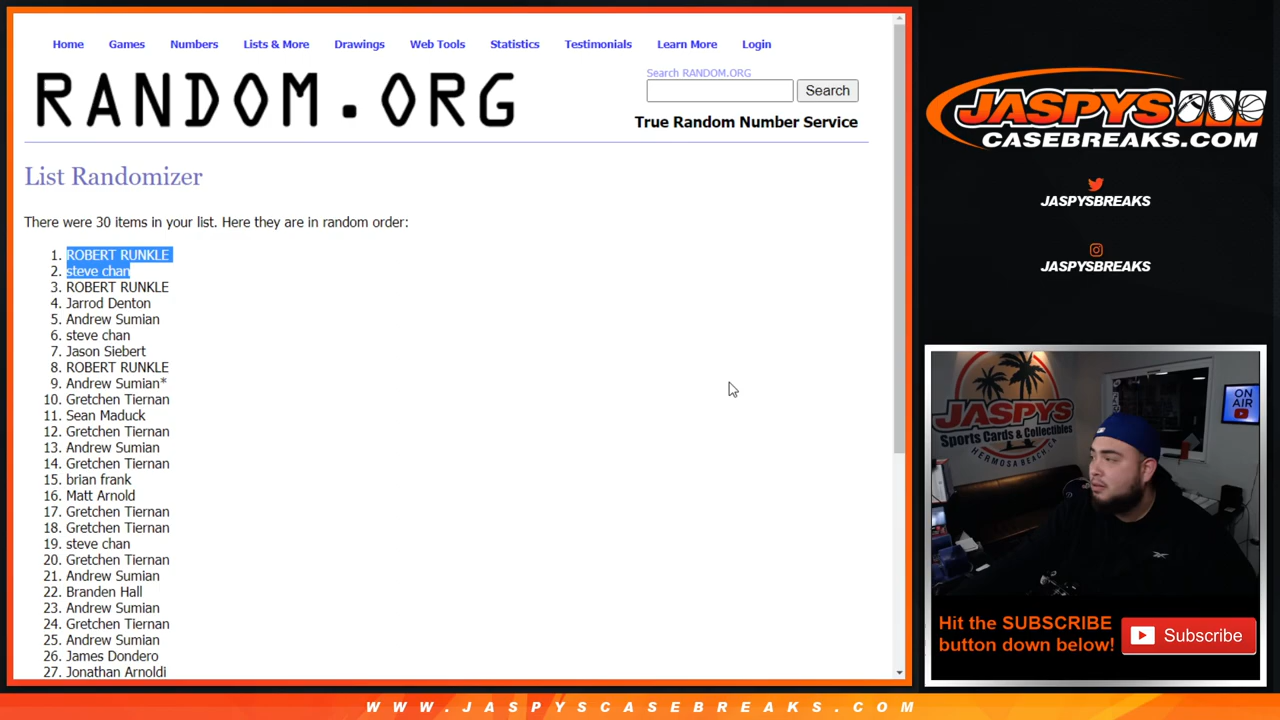 Home Games Numbers Lists & More Drawings Web Tools Statistics Testimonials Learn More Login
RANDOM.ORG
Search RANDOM.ORG
Search
True Random Number Service
List Randomizer
There were 30 items in your list. Here they are in random order:
1. ROBERT RUNKLE
2. steve chan
3. ROBERT RUNKLE
4. Jarrod Denton
5. Andrew Sumian
6. steve chan
7. Jason Siebert
8. ROBERT RUNKLE
9. Andrew Sumian*
10. Gretchen Tiernan
11. Sean Maduck
12. Gretchen Tiernan
13. Andrew Sumian
14. Gretchen Tiernan
15. brian frank
16. Matt Arnold
17. Gretchen Tiernan
18. Gretchen Tiernan
19. steve chan
20. Gretchen Tiernan
21. Andrew Sumian
22. Branden Hall
23. Andrew Sumian
24. Gretchen Tiernan
25. Andrew Sumian
26. James Dondero
27. Jonathan Arnoldi
JASPYS
CASEBREAKS.COM
JASPYSBREAKS
JASPYSBREAKS
JASPYS
Sports Cards & Collectibles
HERMOSA BEACH, CA
ON
AIR
Hit the SUBSCRIBE
button down below!
Subscribe
WWW.JASPYSCASEBREAKS.COM